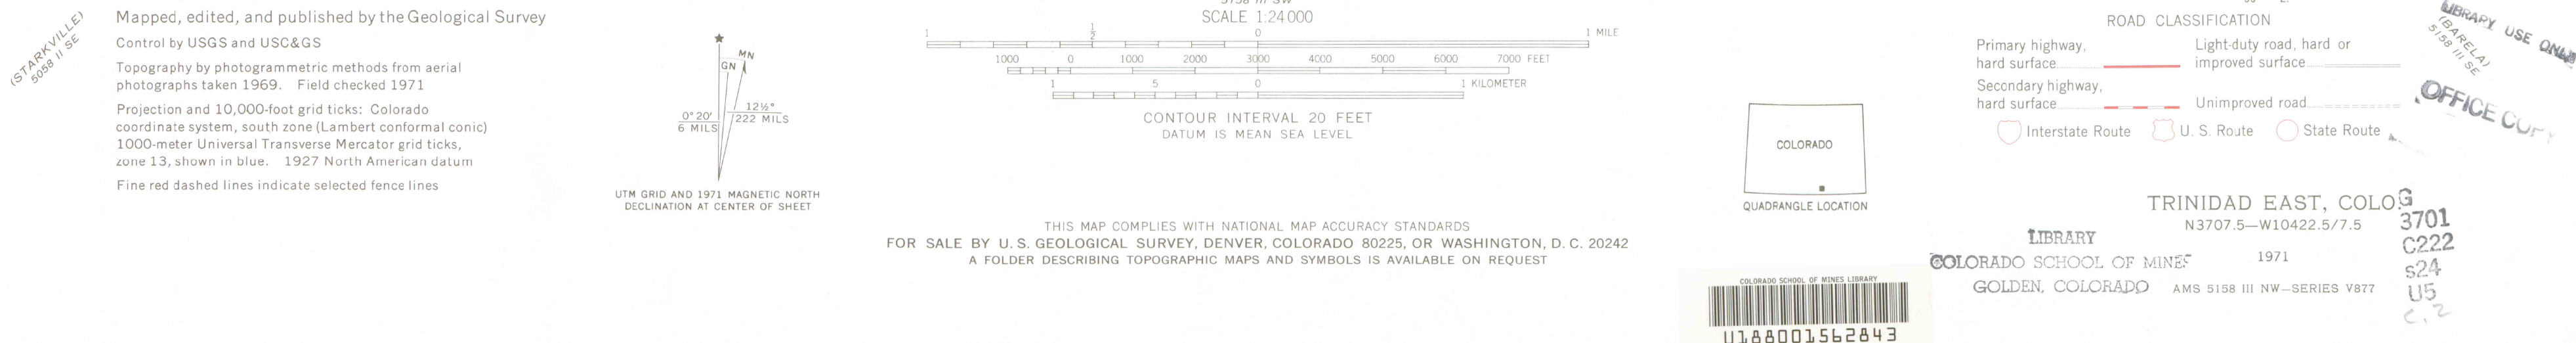 (STARKVILLE)
5058 II SE
Mapped, edited, and published by the Geological Survey
Control by USGS and USC&GS
Topography by photogrammetric methods from aerial
photographs taken 1969. Field checked 1971
Projection and 10,000-foot grid ticks: Colorado
coordinate system, south zone (Lambert conformal conic)
1000-meter Universal Transverse Mercator grid ticks,
zone 13, shown in blue. 1927 North American datum
Fine red dashed lines indicate selected fence lines
MN
GN
0° 20'
6 MILS
12½°
222 MILS
UTM GRID AND 1971 MAGNETIC NORTH
DECLINATION AT CENTER OF SHEET
SCALE 1:24 000
1 ½ 0 1 MILE
1000 0 1000 2000 3000 4000 5000 6000 7000 FEET
1 .5 0 1 KILOMETER
CONTOUR INTERVAL 20 FEET
DATUM IS MEAN SEA LEVEL
THIS MAP COMPLIES WITH NATIONAL MAP ACCURACY STANDARDS
FOR SALE BY U. S. GEOLOGICAL SURVEY, DENVER, COLORADO 80225, OR WASHINGTON, D. C. 20242
A FOLDER DESCRIBING TOPOGRAPHIC MAPS AND SYMBOLS IS AVAILABLE ON REQUEST
COLORADO
QUADRANGLE LOCATION
COLORADO SCHOOL OF MINES LIBRARY
U188001562843
ROAD CLASSIFICATION
Primary highway,
hard surface
Light-duty road, hard or
improved surface
Secondary highway,
hard surface
Unimproved road
Interstate Route U. S. Route State Route
LIBRARY USE ONLY
(BARELA)
5158 III SE
OFFICE COPY
TRINIDAD EAST, COLO.
N3707.5—W10422.5/7.5
1971
AMS 5158 III NW—SERIES V877
LIBRARY
COLORADO SCHOOL OF MINES
GOLDEN, COLORADO
G
3701
C222
s24
U5
c. 2